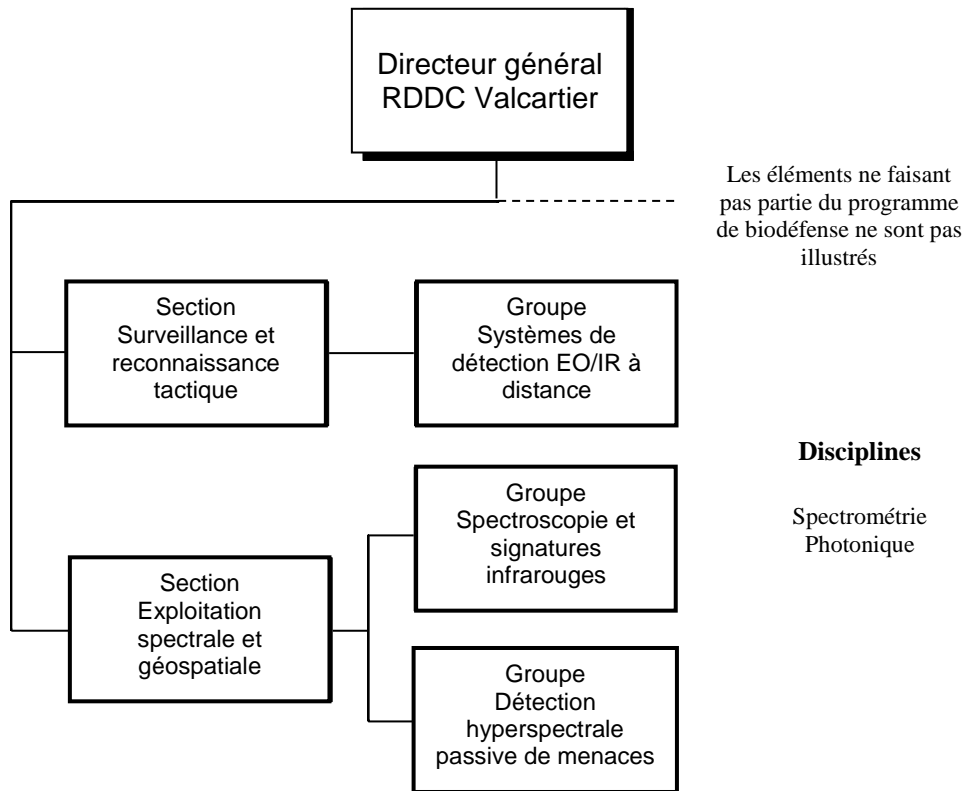 Directeur général
RDDC Valcartier
Les éléments ne faisant
pas partie du programme
de biodéfense ne sont pas
illustrés
Section
Surveillance et
reconnaissance
tactique
Groupe
Systèmes de
détection EO/IR à
distance
Disciplines
Spectrométrie
Photonique
Groupe
Spectroscopie et
signatures
infrarouges
Section
Exploitation
spectrale et
géospatiale
Groupe
Détection
hyperspectrale
passive de menaces